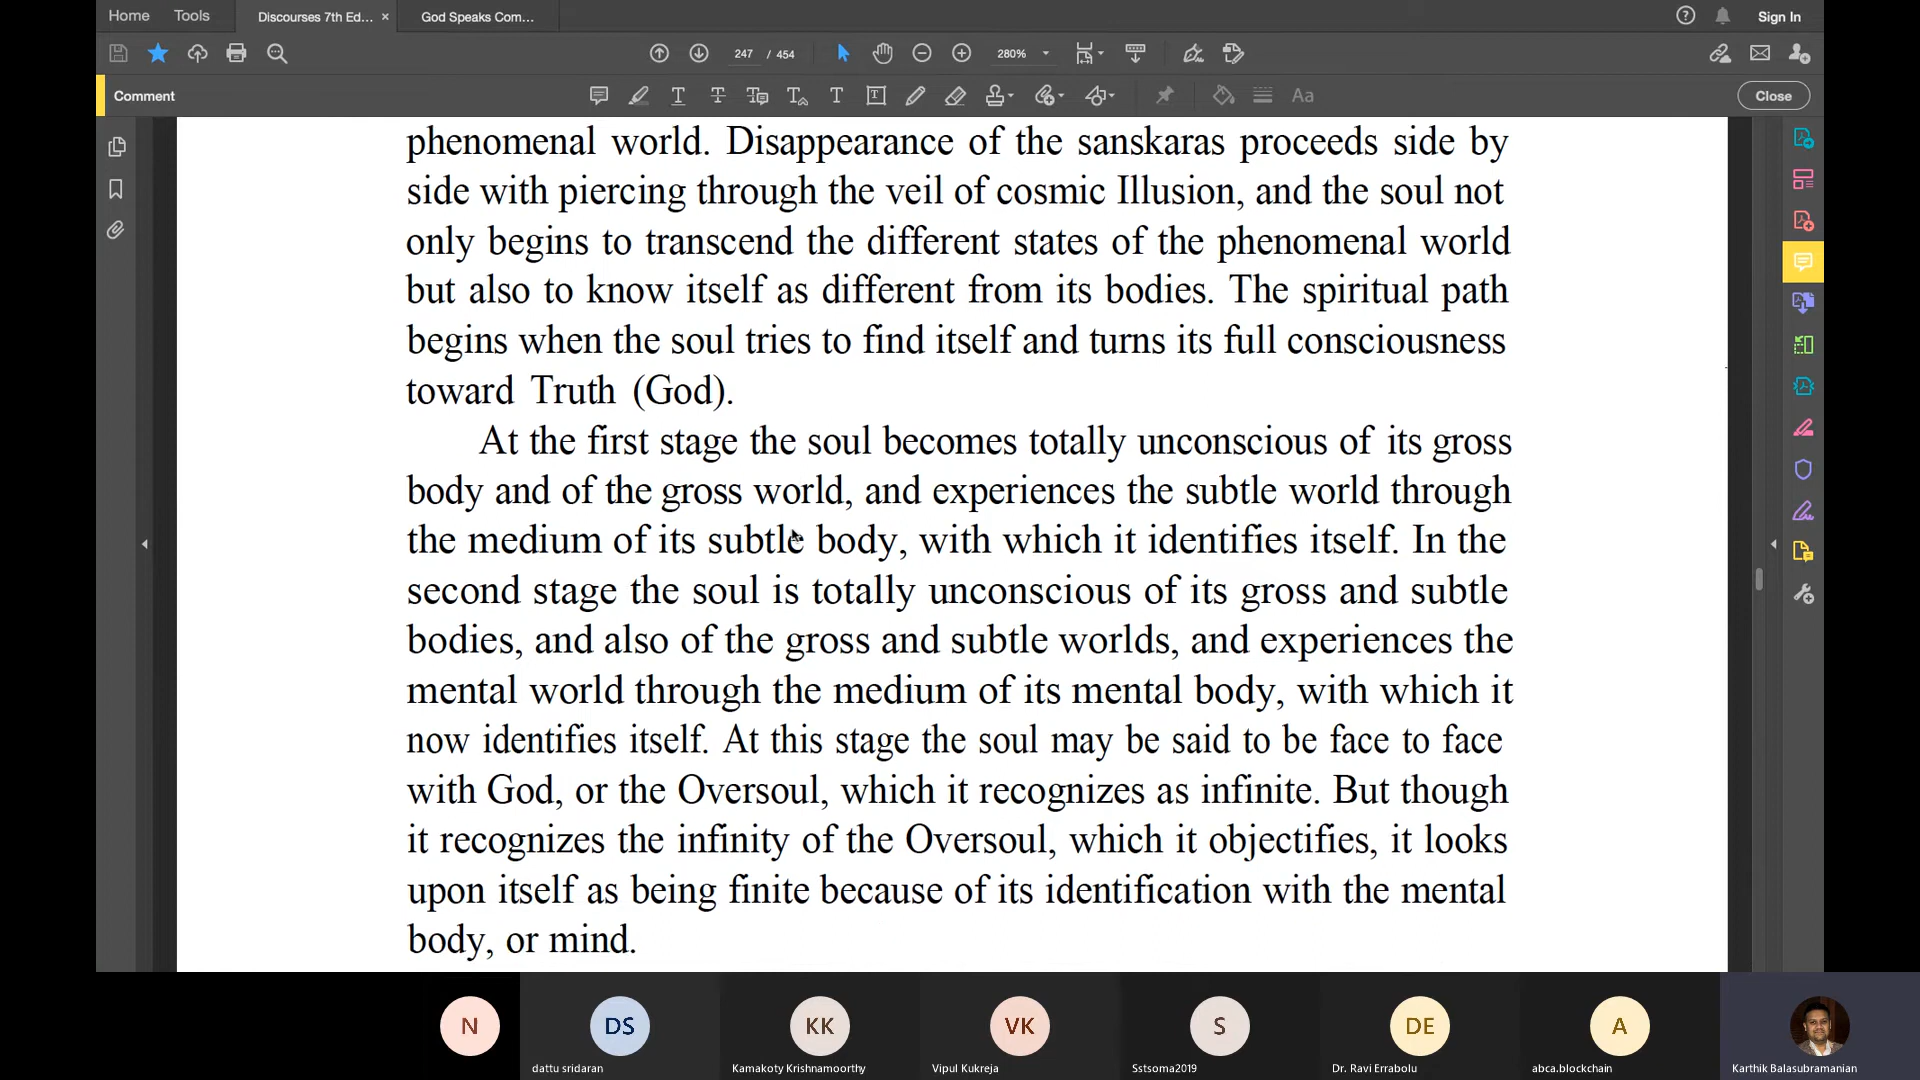 Home Tools Discourses 7th Ed... × God Speaks Com... Sign In
247 / 454 280%
Comment Close
phenomenal world. Disappearance of the sanskaras proceeds side by
side with piercing through the veil of cosmic Illusion, and the soul not
only begins to transcend the different states of the phenomenal world
but also to know itself as different from its bodies. The spiritual path
begins when the soul tries to find itself and turns its full consciousness
toward Truth (God).
At the first stage the soul becomes totally unconscious of its gross
body and of the gross world, and experiences the subtle world through
the medium of its subtle body, with which it identifies itself. In the
second stage the soul is totally unconscious of its gross and subtle
bodies, and also of the gross and subtle worlds, and experiences the
mental world through the medium of its mental body, with which it
now identifies itself. At this stage the soul may be said to be face to face
with God, or the Oversoul, which it recognizes as infinite. But though
it recognizes the infinity of the Oversoul, which it objectifies, it looks
upon itself as being finite because of its identification with the mental
body, or mind.
N DS KK VK S DE A
dattu sridaran Kamakoty Krishnamoorthy Vipul Kukreja Sstsoma2019 Dr. Ravi Errabolu abca.blockchain Karthik Balasubramanian